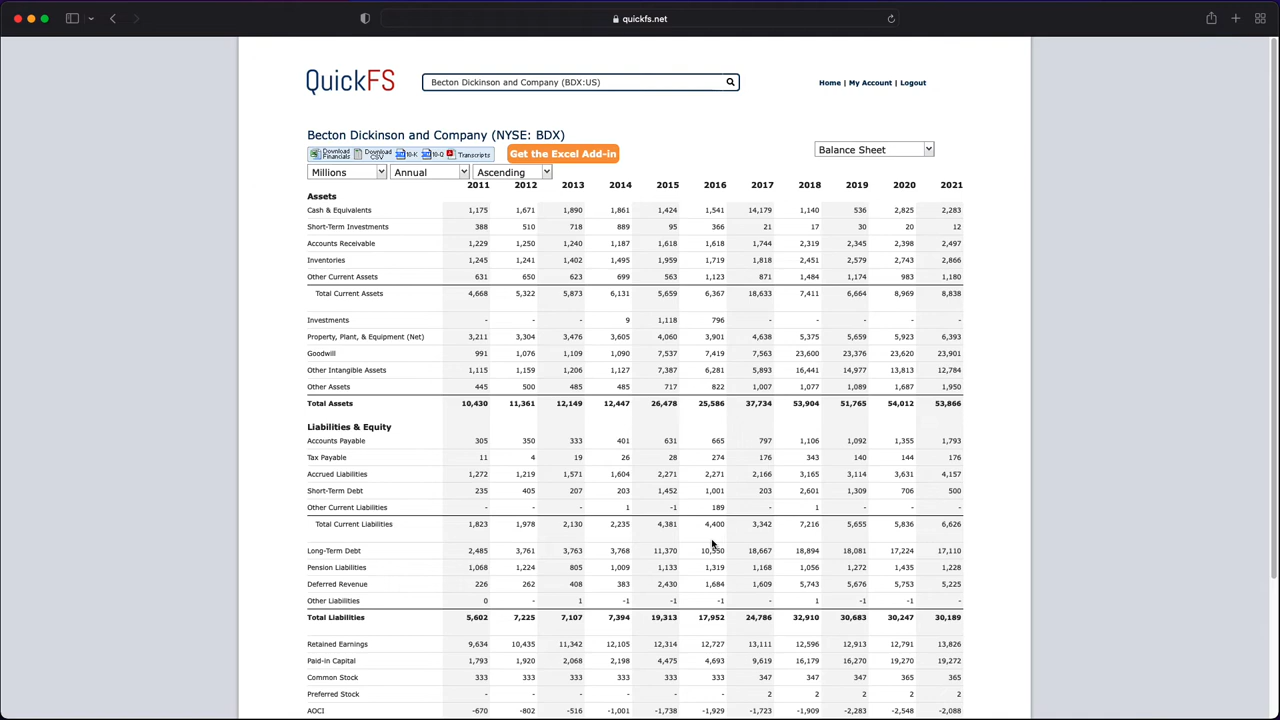 quickfs.net
QuickFS
Becton Dickinson and Company (BDX:US)
Home | My Account | Logout
Becton Dickinson and Company (NYSE: BDX)
Download Financials Download CSV 10-K 10-Q Transcripts Get the Excel Add-in Balance Sheet
Millions Annual Ascending
2011 2012 2013 2014 2015 2016 2017 2018 2019 2020 2021
Assets
Cash & Equivalents 1,175 1,671 1,890 1,861 1,424 1,541 14,179 1,140 536 2,825 2,283
Short-Term Investments 388 510 718 889 95 366 21 17 30 20 12
Accounts Receivable 1,229 1,250 1,240 1,187 1,618 1,618 1,744 2,319 2,345 2,398 2,497
Inventories 1,245 1,241 1,402 1,495 1,959 1,719 1,818 2,451 2,579 2,743 2,866
Other Current Assets 631 650 623 699 563 1,123 871 1,484 1,174 983 1,180
Total Current Assets 4,668 5,322 5,873 6,131 5,659 6,367 18,633 7,411 6,664 8,969 8,838
Investments - - - 9 1,118 796 - - - - -
Property, Plant, & Equipment (Net) 3,211 3,304 3,476 3,605 4,060 3,901 4,638 5,375 5,659 5,923 6,393
Goodwill 991 1,076 1,109 1,090 7,537 7,419 7,563 23,600 23,376 23,620 23,901
Other Intangible Assets 1,115 1,159 1,206 1,127 7,387 6,281 5,893 16,441 14,977 13,813 12,784
Other Assets 445 500 485 485 717 822 1,007 1,077 1,089 1,687 1,950
Total Assets 10,430 11,361 12,149 12,447 26,478 25,586 37,734 53,904 51,765 54,012 53,866
Liabilities & Equity
Accounts Payable 305 350 333 401 631 665 797 1,106 1,092 1,355 1,793
Tax Payable 11 4 19 26 28 274 176 343 140 144 176
Accrued Liabilities 1,272 1,219 1,571 1,604 2,271 2,271 2,166 3,165 3,114 3,631 4,157
Short-Term Debt 235 405 207 203 1,452 1,001 203 2,601 1,309 706 500
Other Current Liabilities - - - 1 -1 189 - 1 - - -
Total Current Liabilities 1,823 1,978 2,130 2,235 4,381 4,400 3,342 7,216 5,655 5,836 6,626
Long-Term Debt 2,485 3,761 3,763 3,768 11,370 10,550 18,667 18,894 18,081 17,224 17,110
Pension Liabilities 1,068 1,224 805 1,009 1,133 1,319 1,168 1,056 1,272 1,435 1,228
Deferred Revenue 226 262 408 383 2,430 1,684 1,609 5,743 5,676 5,753 5,225
Other Liabilities 0 - 1 -1 -1 -1 - 1 -1 -1 -
Total Liabilities 5,602 7,225 7,107 7,394 19,313 17,952 24,786 32,910 30,683 30,247 30,189
Retained Earnings 9,634 10,435 11,342 12,105 12,314 12,727 13,111 12,596 12,913 12,791 13,826
Paid-in Capital 1,793 1,920 2,068 2,198 4,475 4,693 9,619 16,179 16,270 19,270 19,272
Common Stock 333 333 333 333 333 333 347 347 347 365 365
Preferred Stock - - - - - - 2 2 2 2 2
AOCI -670 -802 -516 -1,001 -1,738 -1,929 -1,723 -1,909 -2,283 -2,548 -2,088